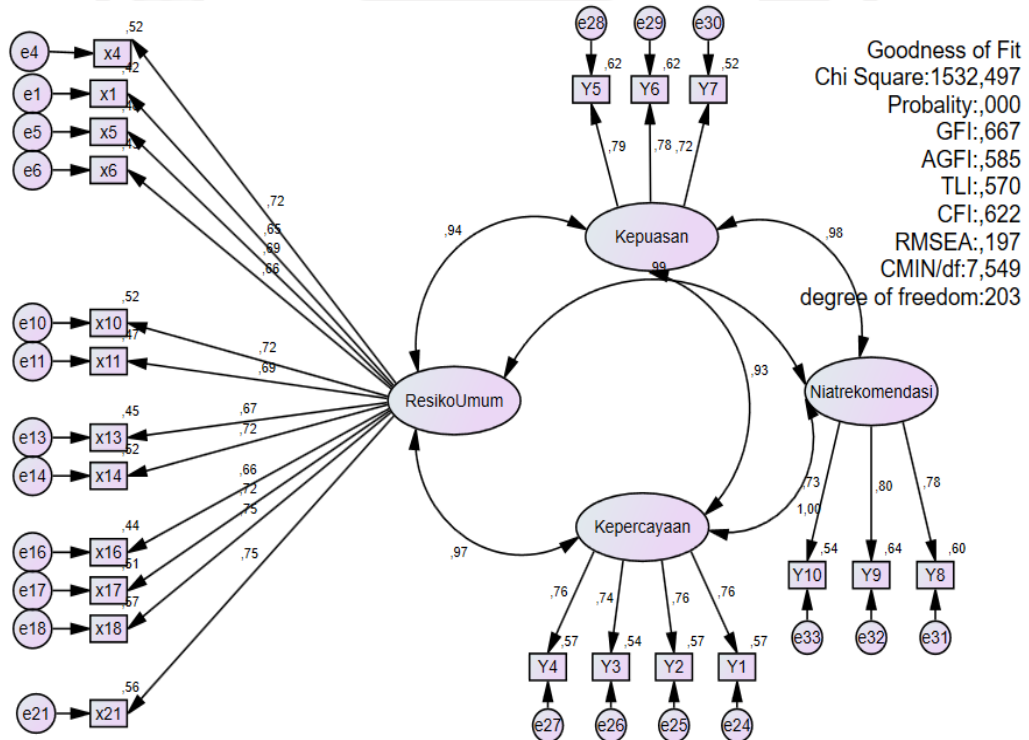 e28 e29 e30
,52
e4 x4
,42
e1 x1
e5 x5
e6 x6
,62 ,62 ,52
Y5 Y6 Y7
,79 ,78 ,72
Goodness of Fit
Chi Square:1532,497
Probality:,000
GFI:,667
AGFI:,585
TLI:,570
CFI:,622
RMSEA:,197
CMIN/df:7,549
degree of freedom:203
,72
,65
,69
,66
,94
Kepuasan
,98
,99
,52
e10 x10
,47
e11 x11
,72
,69
ResikoUmum
,93
Niatrekomendasi
,45
e13 x13
,52
e14 x14
,67
,72
,66
,72
,75
,75
,44
e16 x16
,51
e17 x17
,57
e18 x18
,97
Kepercayaan
,73 ,80 ,78
1,00
,54 ,64 ,60
Y10 Y9 Y8
e33 e32 e31
,76 ,74 ,76 ,76
,57 ,54 ,57 ,57
Y4 Y3 Y2 Y1
e27 e26 e25 e24
,56
e21 x21